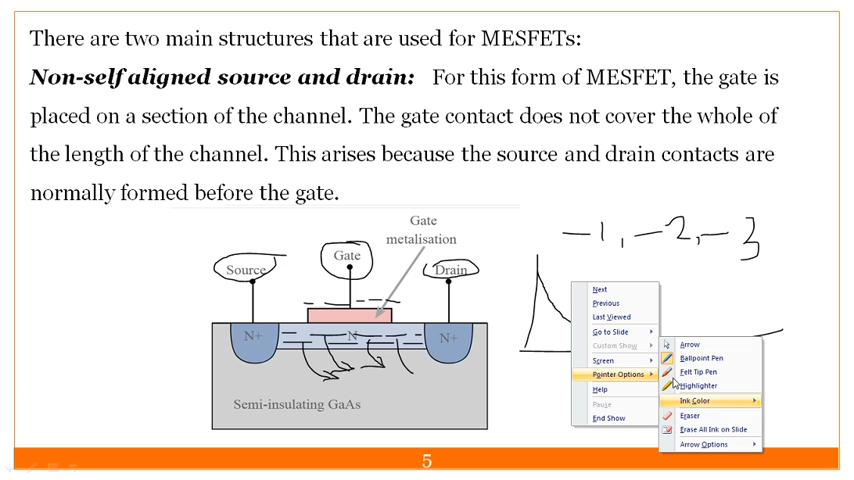 There are two main structures that are used for MESFETs:
Non-self aligned source and drain: For this form of MESFET, the gate is
placed on a section of the channel. The gate contact does not cover the whole of
the length of the channel. This arises because the source and drain contacts are
normally formed before the gate.
Gate
metalisation
-1, -2, -3
Source
Gate
Drain
N+
N
N+
Semi-insulating GaAs
Next
Previous
Last Viewed
Go to Slide
Custom Show
Screen
Pointer Options
Help
Pause
End Show
Arrow
Ballpoint Pen
Felt Tip Pen
Highlighter
Ink Color
Eraser
Erase All Ink on Slide
Arrow Options
5